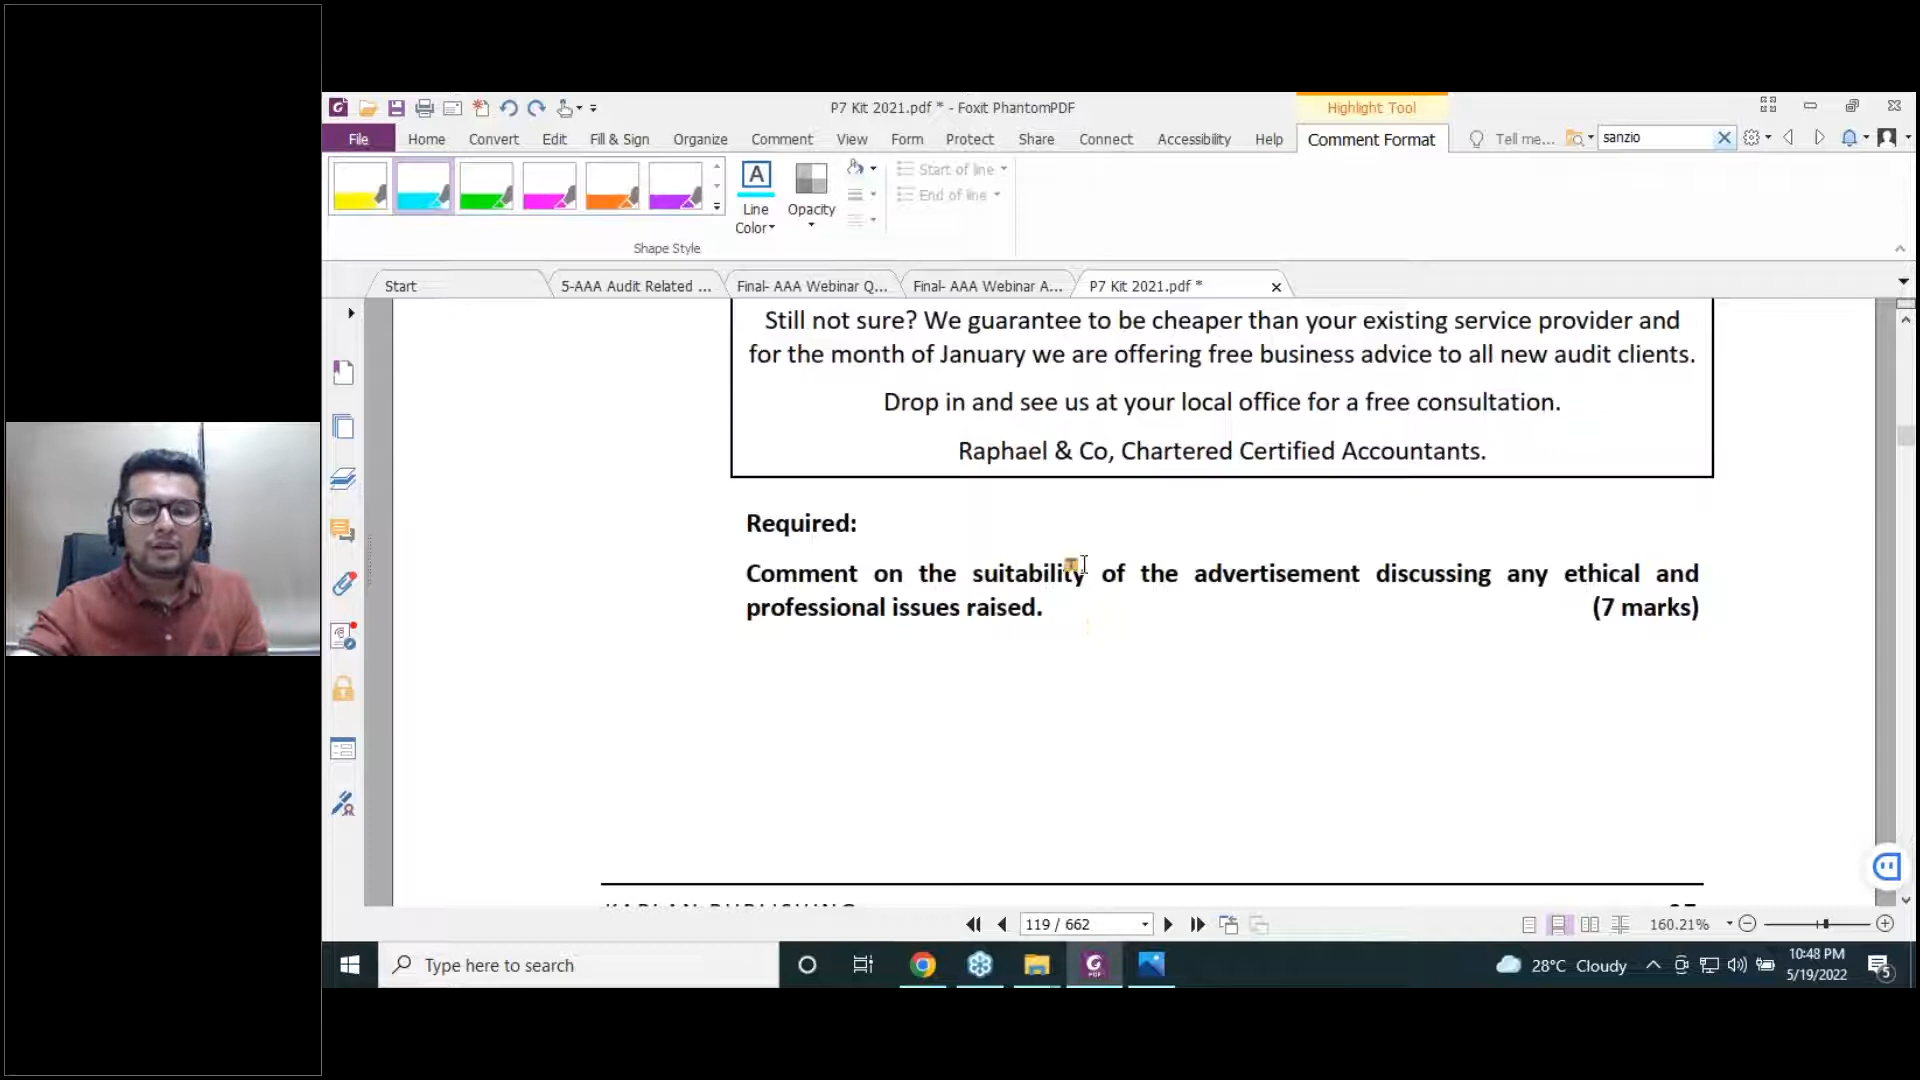 P7 Kit 2021.pdf * - Foxit PhantomPDF
Highlight Tool
File Home Convert Edit Fill & Sign Organize Comment View Form Protect Share Connect Accessibility Help Comment Format Tell me... sanzio
Start of line
End of line
Line Color
Opacity
Shape Style
Start
5-AAA Audit Related ...
Final- AAA Webinar Q...
Final- AAA Webinar A...
P7 Kit 2021.pdf *
Still not sure? We guarantee to be cheaper than your existing service provider and
for the month of January we are offering free business advice to all new audit clients.
Drop in and see us at your local office for a free consultation.
Raphael & Co, Chartered Certified Accountants.
Required:
Comment on the suitability of the advertisement discussing any ethical and
professional issues raised. (7 marks)
KAPLAN PUBLISHING
119 / 662
160.21%
Type here to search
28°C Cloudy
10:48 PM
5/19/2022
5